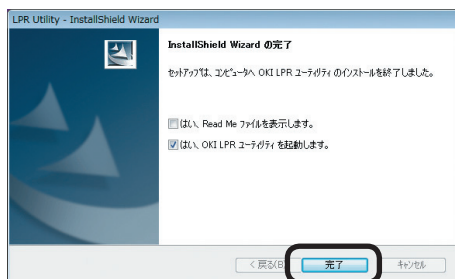 LPR Utility - InstallShield Wizard
InstallShield Wizard の完了
セットアップは、コンピュータへ OKI LPR ユーティリティ のインストールを終了しました。
はい、Read Me ファイルを表示します。
はい、OKI LPR ユーティリティ を起動します。
< 戻る(B) 完了 キャンセル